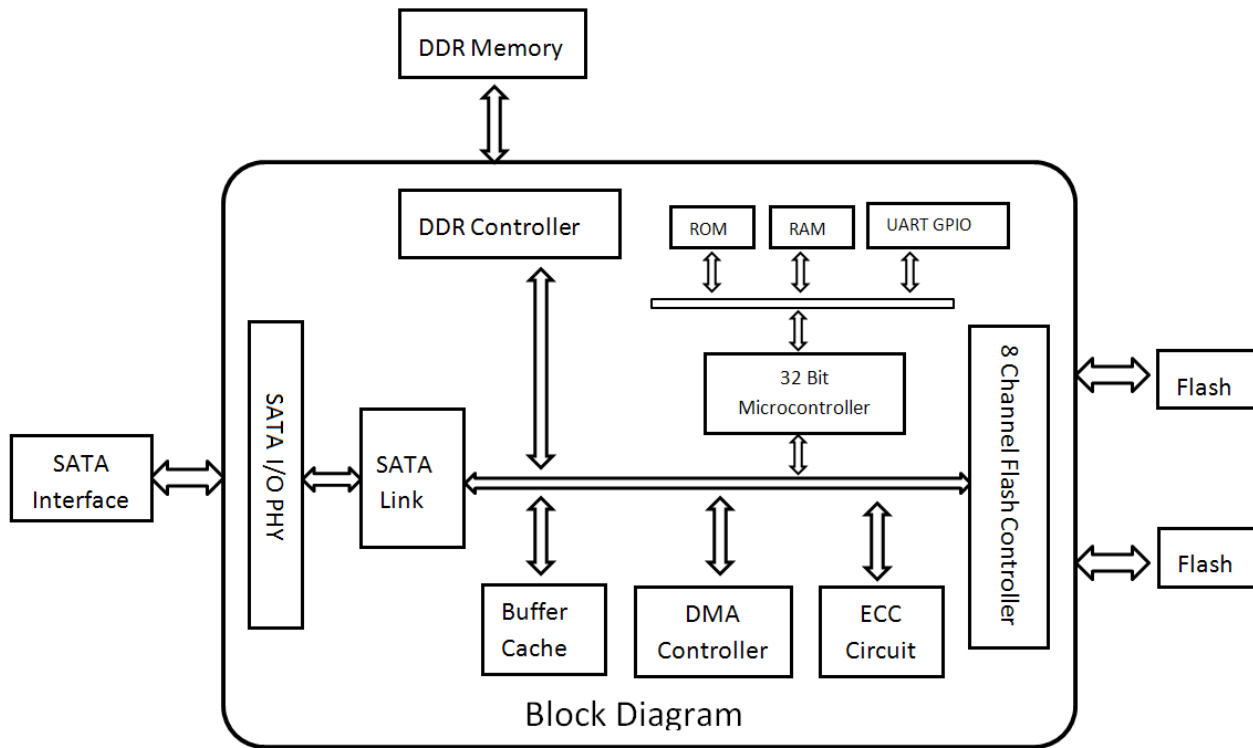 DDR Memory
DDR Controller
ROM
RAM
UART GPIO
32 Bit
Microcontroller
8 Channel Flash Controller
Flash
SATA I/O PHY
SATA
Interface
SATA
Link
Flash
Buffer
Cache
DMA
Controller
ECC
Circuit
Block Diagram